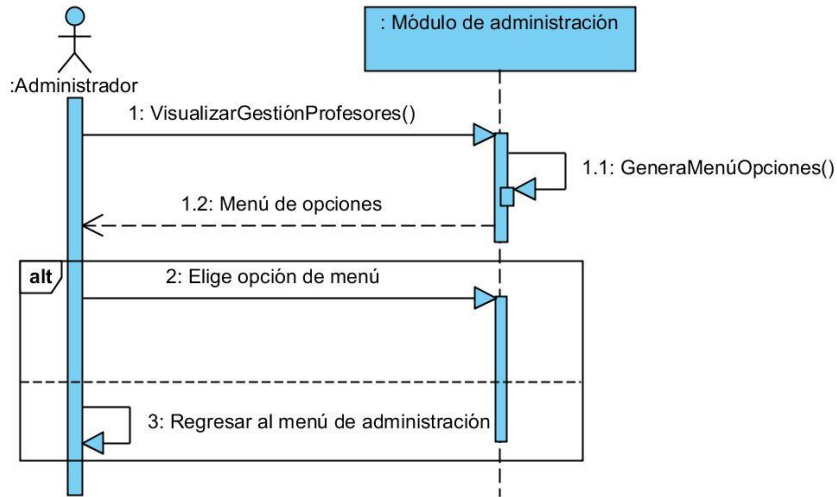 : Módulo de administración
:Administrador
1: VisualizarGestiónProfesores()
1.1: GeneraMenúOpciones()
1.2: Menú de opciones
alt
2: Elige opción de menú
3: Regresar al menú de administración